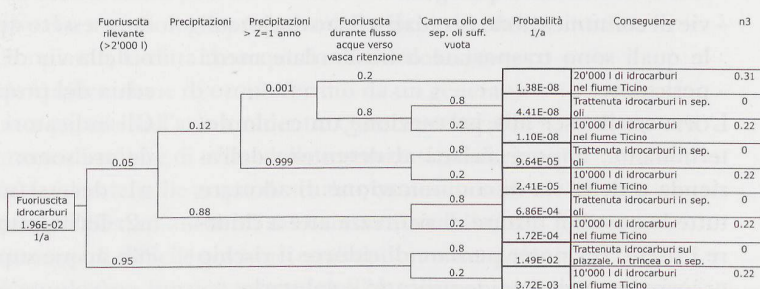 Fuoriuscita rilevante (>2'000 l)
Precipitazioni
Precipitazioni > Z=1 anno
Fuoriuscita durante flusso acque verso vasca ritenzione
Camera olio del sep. oli suff. vuota
Probabilità 1/a
Conseguenze
n3
0.2
20'000 l di idrocarburi
0.31
0.001
1.38E-08
nel fiume Ticino
0.8
0.8
Trattenuta idrocarburi in sep.
0
4.41E-08
oli
0.12
0.2
10'000 l di idrocarburi
0.22
1.10E-08
nel fiume Ticino
0.8
Trattenuta idrocarburi in sep.
0
0.05
0.999
9.64E-05
oli
0.2
10'000 l di idrocarburi
0.22
2.41E-05
nel fiume Ticino
Fuoriuscita
idrocarburi
1.96E-02
1/a
0.8
Trattenuta idrocarburi in sep.
0
0.88
6.86E-04
oli
0.2
10'000 l di idrocarburi
0.22
1.72E-04
nel fiume Ticino
0.8
Trattenuta idrocarburi sul
0
0.95
1.49E-02
piazzale, in trincea o in sep.
0.2
10'000 l di idrocarburi
0.22
3.72E-03
nel fiume Ticino